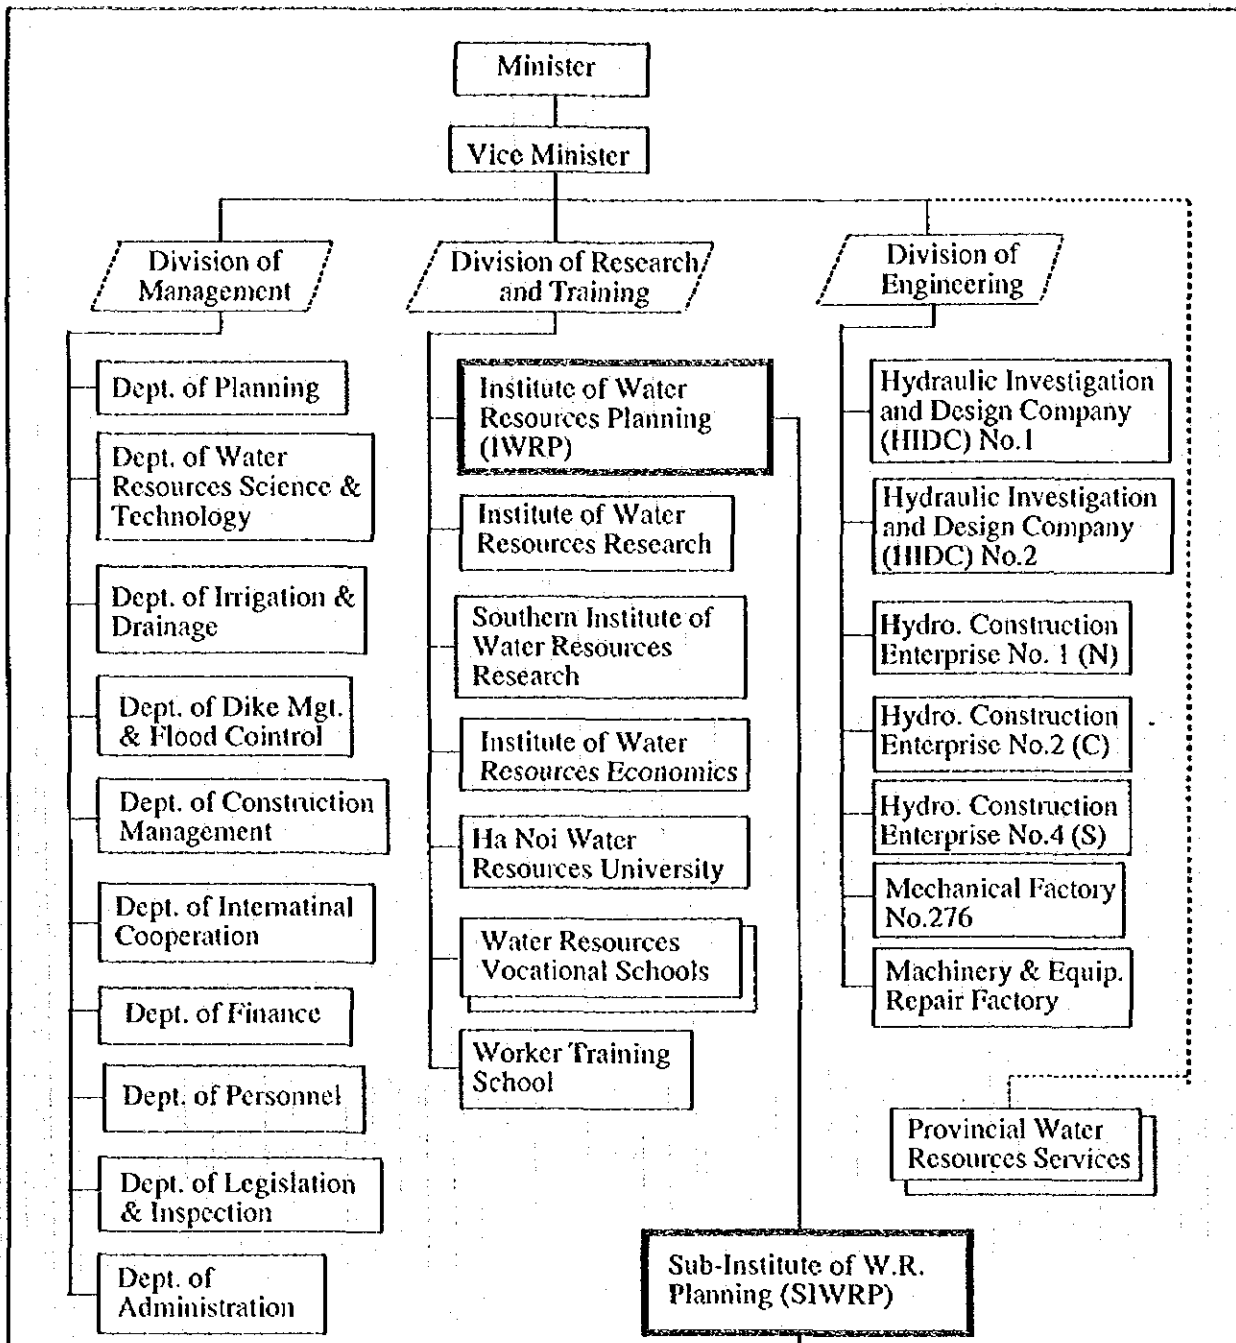 Minister
Vice Minister
Division of
Management
Division of Research
and Training
Division of
Engineering
Dept. of Planning
Dept. of Water
Resources Science &
Technology
Dept. of Irrigation &
Drainage
Dept. of Dike Mgt.
& Flood Cointrol
Dept. of Construction
Management
Dept. of Internatinal
Cooperation
Dept. of Finance
Dept. of Personnel
Dept. of Legislation
& Inspection
Dept. of
Administration
Institute of Water
Resources Planning
(IWRP)
Institute of Water
Resources Research
Southern Institute of
Water Resources
Research
Institute of Water
Resources Economics
Ha Noi Water
Resources University
Water Resources
Vocational Schools
Worker Training
School
Hydraulic Investigation
and Design Company
(HIDC) No.1
Hydraulic Investigation
and Design Company
(HIDC) No.2
Hydro. Construction
Enterprise No. 1 (N)
Hydro. Construction
Enterprise No.2 (C)
Hydro. Construction
Enterprise No.4 (S)
Mechanical Factory
No.276
Machinery & Equip.
Repair Factory
Provincial Water
Resources Services
Sub-Institute of W.R.
Planning (SIWRP)